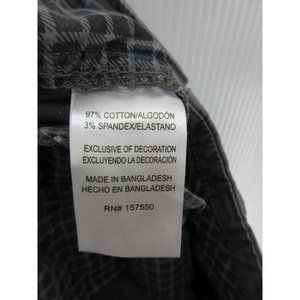 97% COTTON/ALGODÓN
3% SPANDEX/ELASTANO
EXCLUSIVE OF DECORATION
EXCLUYENDO LA DECORACIÓN
MADE IN BANGLADESH
HECHO EN BANGLADESH
RN# 157550